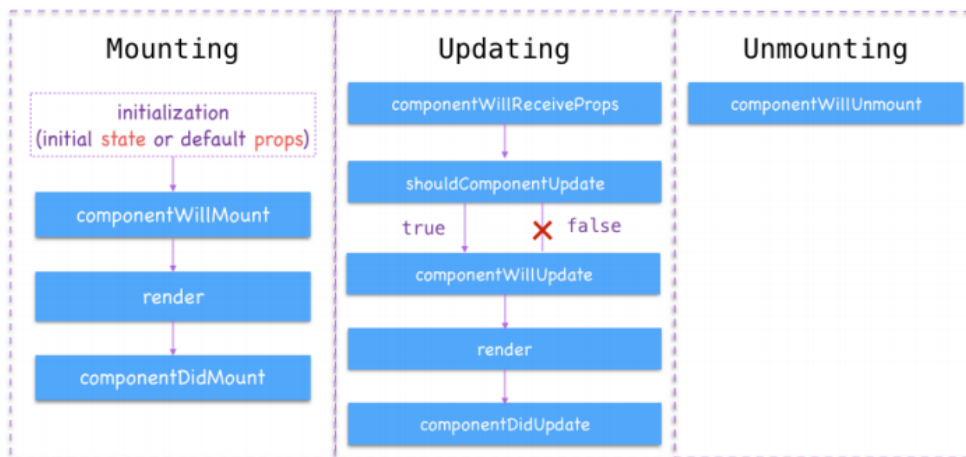 Mounting
initialization
(initial state or default props)
componentWillMount
render
componentDidMount
Updating
componentWillReceiveProps
shouldComponentUpdate
true
false
componentWillUpdate
render
componentDidUpdate
Unmounting
componentWillUnmount